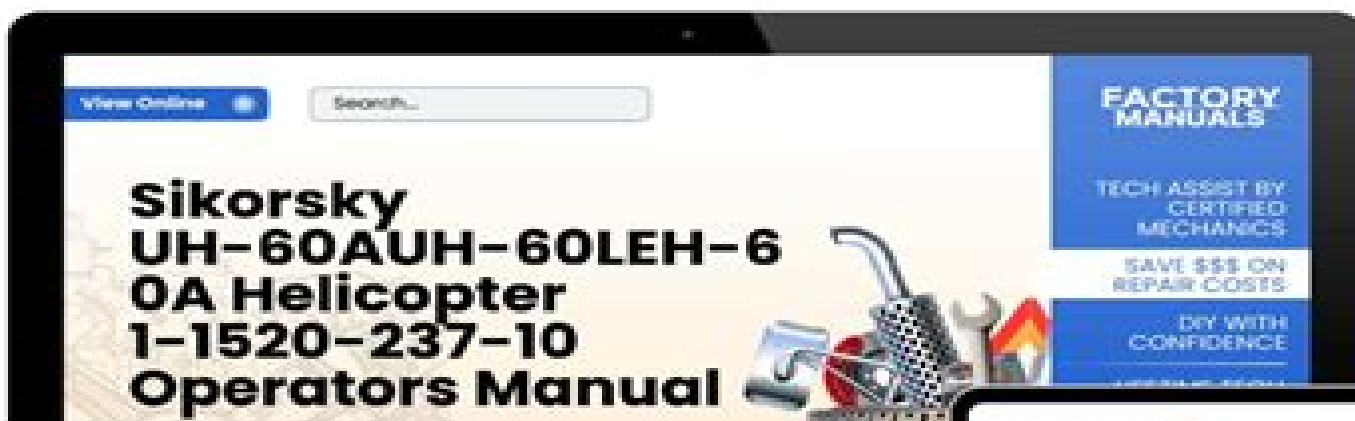 View Online
Search...
FACTORY
MANUALS
Sikorsky
UH-60AUH-60LEH-6
0A Helicopter
1-1520-237-10
Operators Manual
TECH ASSIST BY
CERTIFIED
MECHANICS
SAVE $$$ ON
REPAIR COSTS
DIY WITH
CONFIDENCE